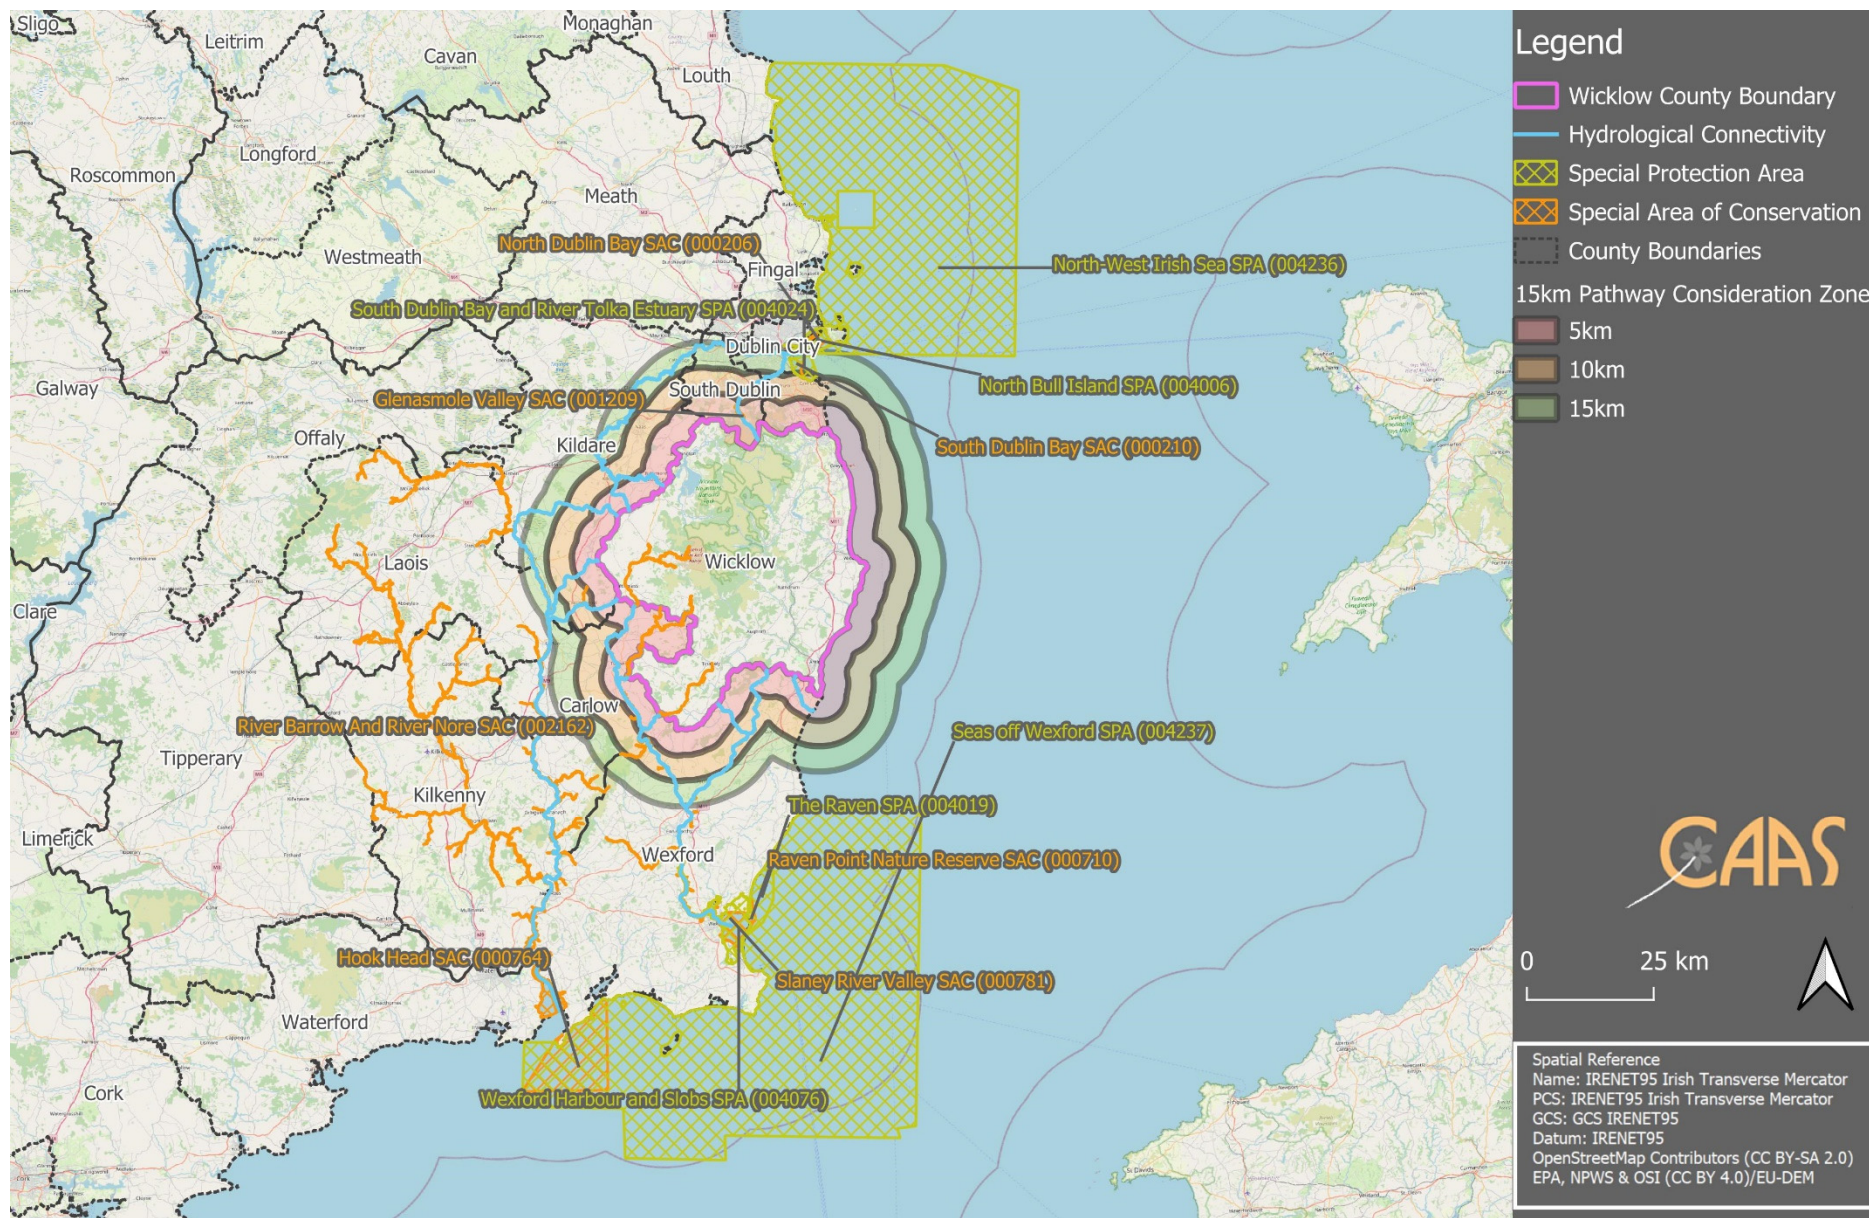 Sligo
Leitrim
Monaghan
Cavan
Louth
Longford
Roscommon
Meath
Westmeath
North Dublin Bay SAC (000206)
Fingal
North-West Irish Sea SPA (004236)
South Dublin Bay and River Tolka Estuary SPA (004024)
Dublin City
Galway
South Dublin
North Bull Island SPA (004006)
Glenasmole Valley SAC (001209)
Offaly
Kildare
South Dublin Bay SAC (000210)
Laois
Wicklow
Clare
Carlow
River Barrow And River Nore SAC (002162)
Seas off Wexford SPA (004237)
Tipperary
Kilkenny
The Raven SPA (004019)
Limerick
Wexford
Raven Point Nature Reserve SAC (000710)
Hook Head SAC (000764)
Slaney River Valley SAC (000781)
Waterford
Cork
Wexford Harbour and Slobs SPA (004076)
Legend
Wicklow County Boundary
Hydrological Connectivity
Special Protection Area
Special Area of Conservation
County Boundaries
15km Pathway Consideration Zone
5km
10km
15km
CAAS
0 25 km
Spatial Reference
Name: IRENET95 Irish Transverse Mercator
PCS: IRENET95 Irish Transverse Mercator
GCS: GCS IRENET95
Datum: IRENET95
OpenStreetMap Contributors (CC BY-SA 2.0)
EPA, NPWS & OSI (CC BY 4.0)/EU-DEM